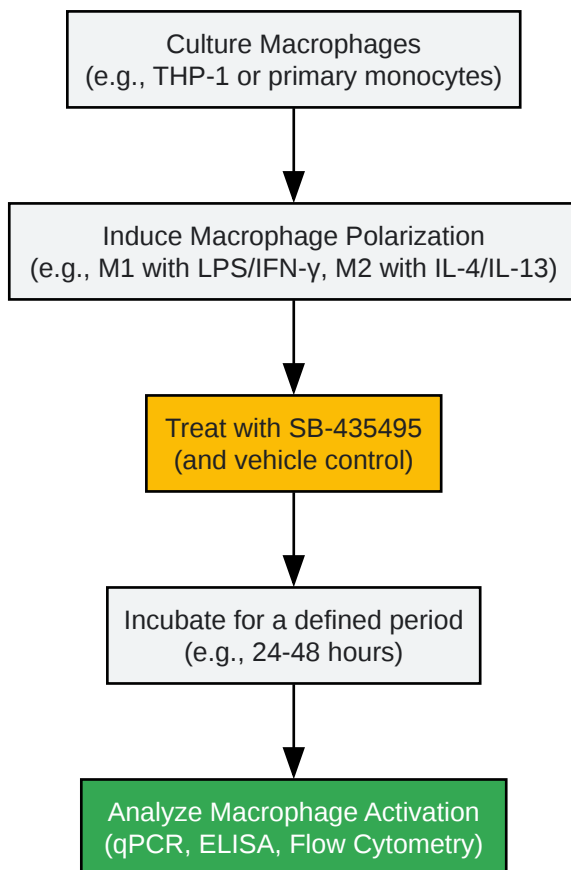 Culture Macrophages
(e.g., THP-1 or primary monocytes)
Induce Macrophage Polarization
(e.g., M1 with LPS/IFN-γ, M2 with IL-4/IL-13)
Treat with SB-435495
(and vehicle control)
Incubate for a defined period
(e.g., 24-48 hours)
Analyze Macrophage Activation
(qPCR, ELISA, Flow Cytometry)